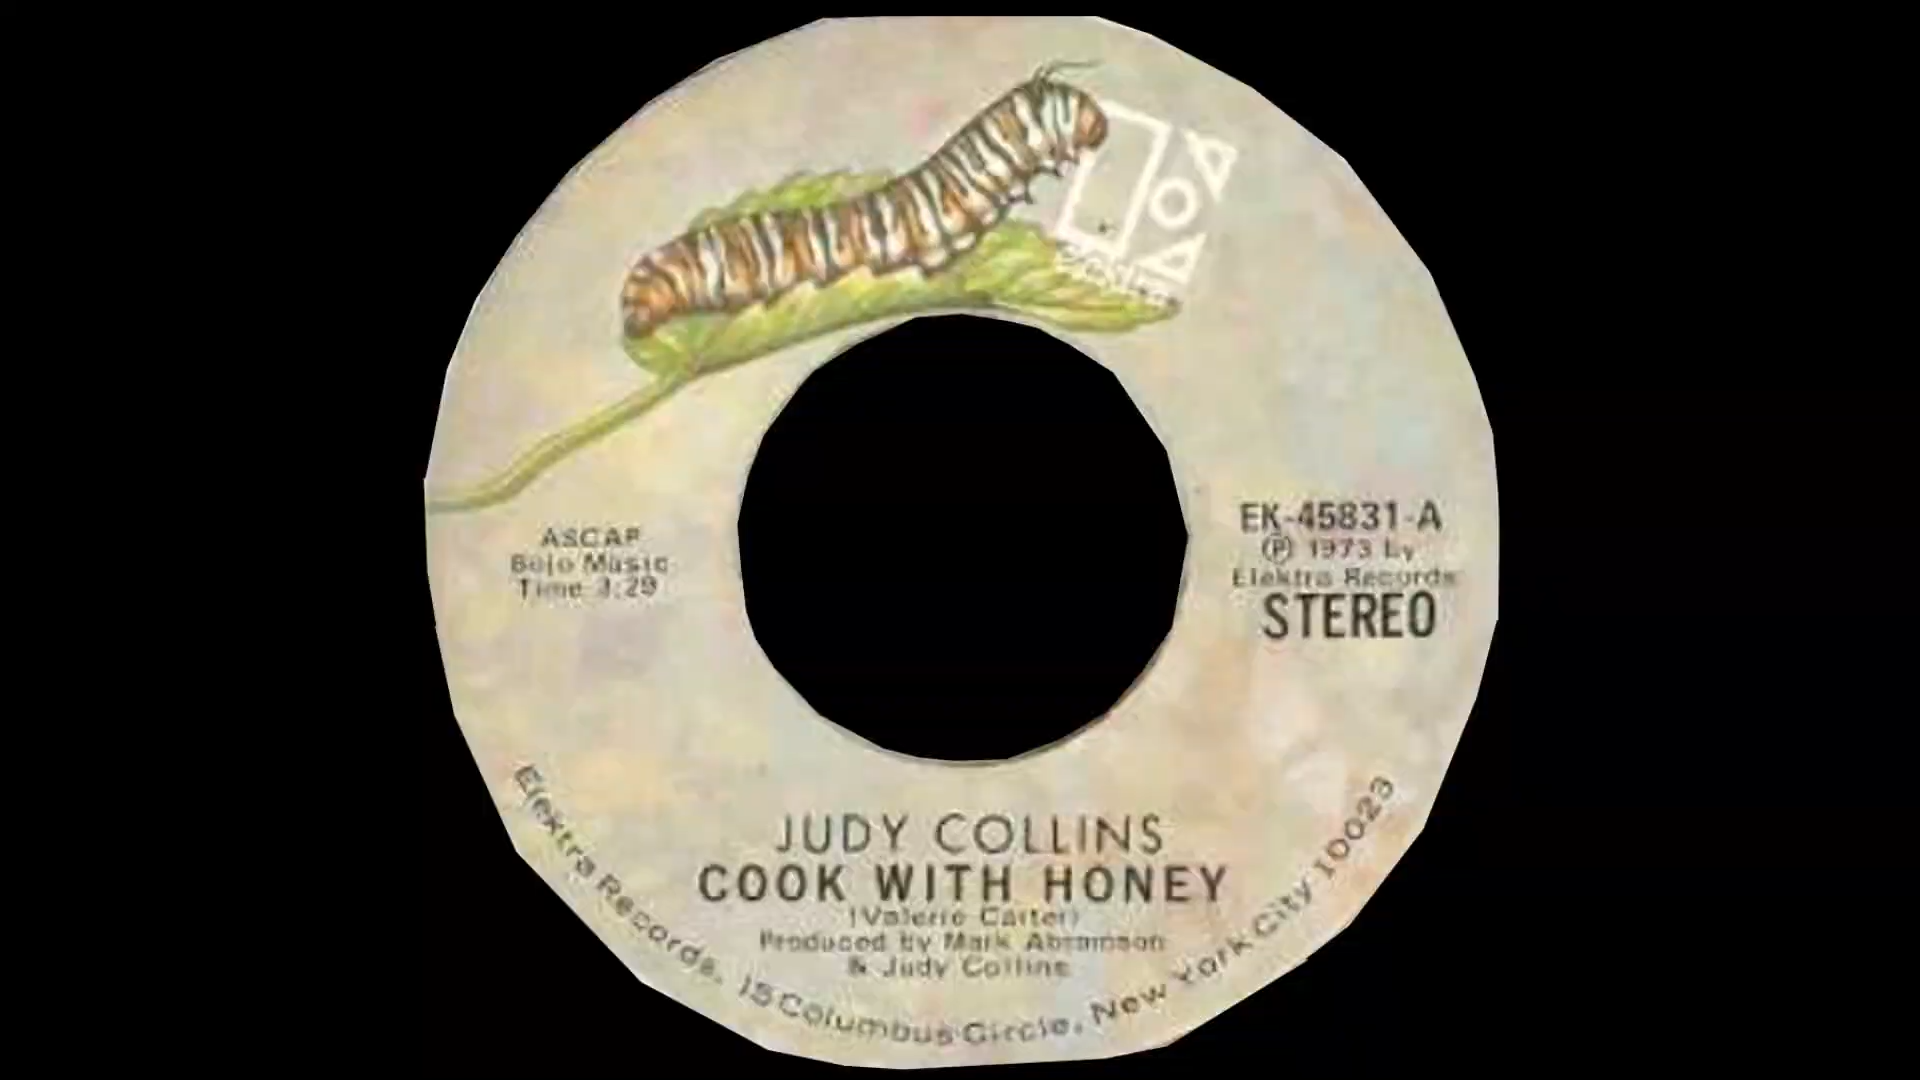 ASCAP
Bojo Music
Time 3:29
EK-45831-A
℗ 1973 by
Elektra Records
STEREO
JUDY COLLINS
COOK WITH HONEY
(Valerie Carter)
Produced by Mark Abramson
& Judy Collins
Elektra Records, 15 Columbus Circle, New York City 10023